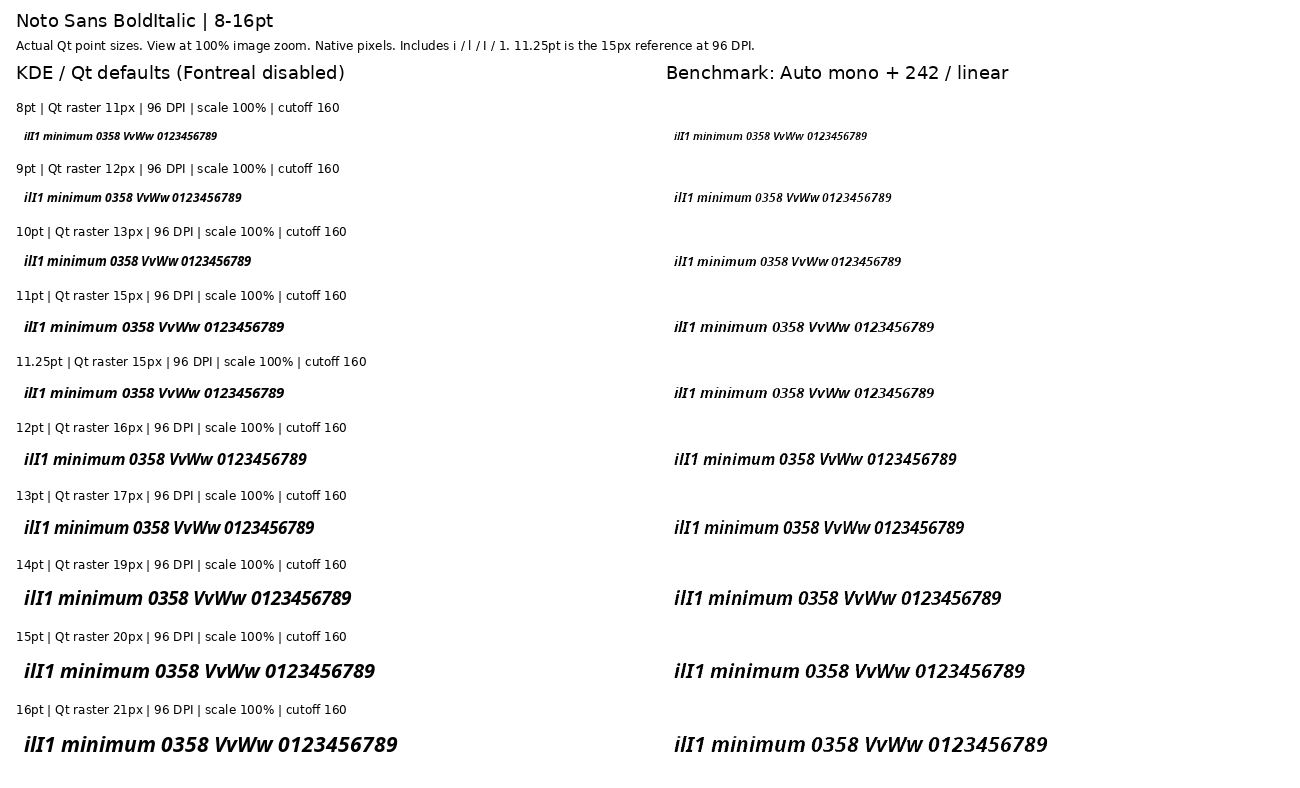 Noto Sans BoldItalic | 8-16pt
Actual Qt point sizes. View at 100% image zoom. Native pixels. Includes i / l / I / 1. 11.25pt is the 15px reference at 96 DPI.
KDE / Qt defaults (Fontreal disabled)
Benchmark: Auto mono + 242 / linear
8pt | Qt raster 11px | 96 DPI | scale 100% | cutoff 160
ilI1 minimum 0358 VvWw 0123456789
ilI1 minimum 0358 VvWw 0123456789
9pt | Qt raster 12px | 96 DPI | scale 100% | cutoff 160
ilI1 minimum 0358 VvWw 0123456789
ilI1 minimum 0358 VvWw 0123456789
10pt | Qt raster 13px | 96 DPI | scale 100% | cutoff 160
ilI1 minimum 0358 VvWw 0123456789
ilI1 minimum 0358 VvWw 0123456789
11pt | Qt raster 15px | 96 DPI | scale 100% | cutoff 160
ilI1 minimum 0358 VvWw 0123456789
ilI1 minimum 0358 VvWw 0123456789
11.25pt | Qt raster 15px | 96 DPI | scale 100% | cutoff 160
ilI1 minimum 0358 VvWw 0123456789
ilI1 minimum 0358 VvWw 0123456789
12pt | Qt raster 16px | 96 DPI | scale 100% | cutoff 160
ilI1 minimum 0358 VvWw 0123456789
ilI1 minimum 0358 VvWw 0123456789
13pt | Qt raster 17px | 96 DPI | scale 100% | cutoff 160
ilI1 minimum 0358 VvWw 0123456789
ilI1 minimum 0358 VvWw 0123456789
14pt | Qt raster 19px | 96 DPI | scale 100% | cutoff 160
ilI1 minimum 0358 VvWw 0123456789
ilI1 minimum 0358 VvWw 0123456789
15pt | Qt raster 20px | 96 DPI | scale 100% | cutoff 160
ilI1 minimum 0358 VvWw 0123456789
ilI1 minimum 0358 VvWw 0123456789
16pt | Qt raster 21px | 96 DPI | scale 100% | cutoff 160
ilI1 minimum 0358 VvWw 0123456789
ilI1 minimum 0358 VvWw 0123456789